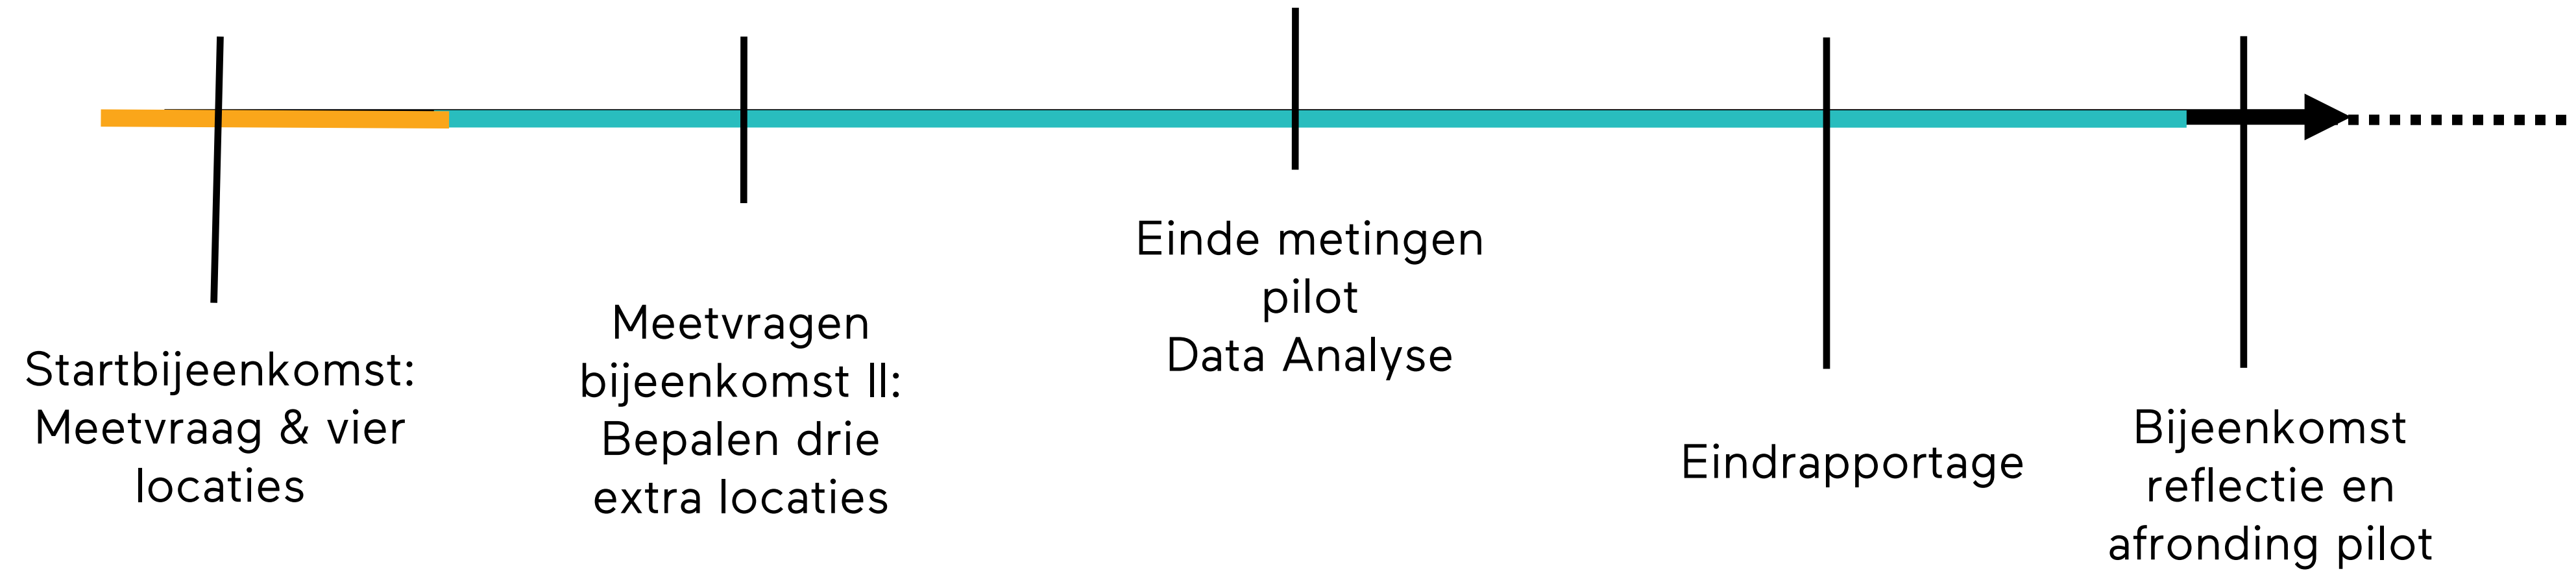 Startbijeenkomst:
Meetvraag & vier
locaties
Meetvragen
bijeenkomst II:
Bepalen drie
extra locaties
Einde metingen
pilot
Data Analyse
Eindrapportage
Bijeenkomst
reflectie en
afronding pilot